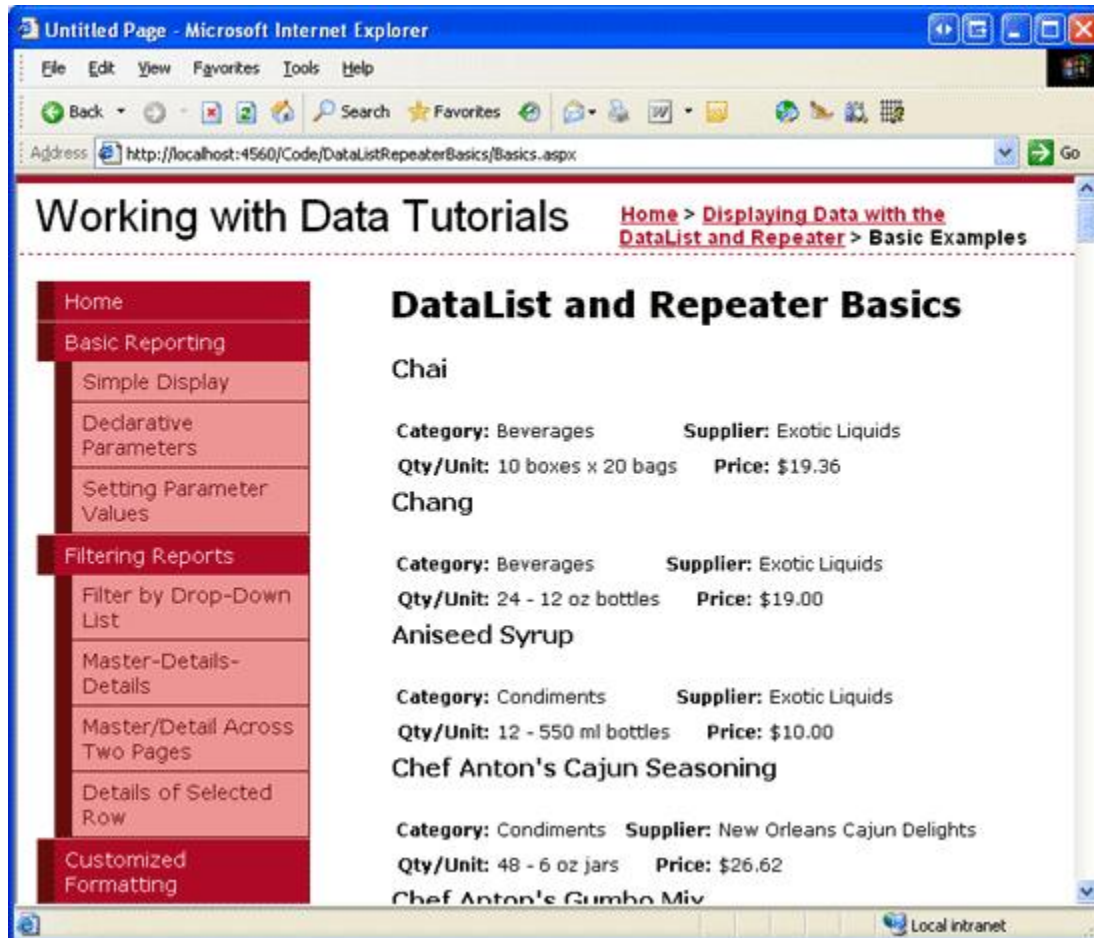 Untitled Page - Microsoft Internet Explorer
File Edit View Favorites Tools Help
Back Search Favorites
Address http://localhost:4560/Code/DataListRepeaterBasics/Basics.aspx Go
Working with Data Tutorials
Home > Displaying Data with the
DataList and Repeater > Basic Examples
Home
Basic Reporting
Simple Display
Declarative
Parameters
Setting Parameter
Values
Filtering Reports
Filter by Drop-Down
List
Master-Details-
Details
Master/Detail Across
Two Pages
Details of Selected
Row
Customized
Formatting
DataList and Repeater Basics
Chai
Category: Beverages Supplier: Exotic Liquids
Qty/Unit: 10 boxes x 20 bags Price: $19.36
Chang
Category: Beverages Supplier: Exotic Liquids
Qty/Unit: 24 - 12 oz bottles Price: $19.00
Aniseed Syrup
Category: Condiments Supplier: Exotic Liquids
Qty/Unit: 12 - 550 ml bottles Price: $10.00
Chef Anton's Cajun Seasoning
Category: Condiments Supplier: New Orleans Cajun Delights
Qty/Unit: 48 - 6 oz jars Price: $26.62
Chef Anton's Gumbo Mix
Local intranet